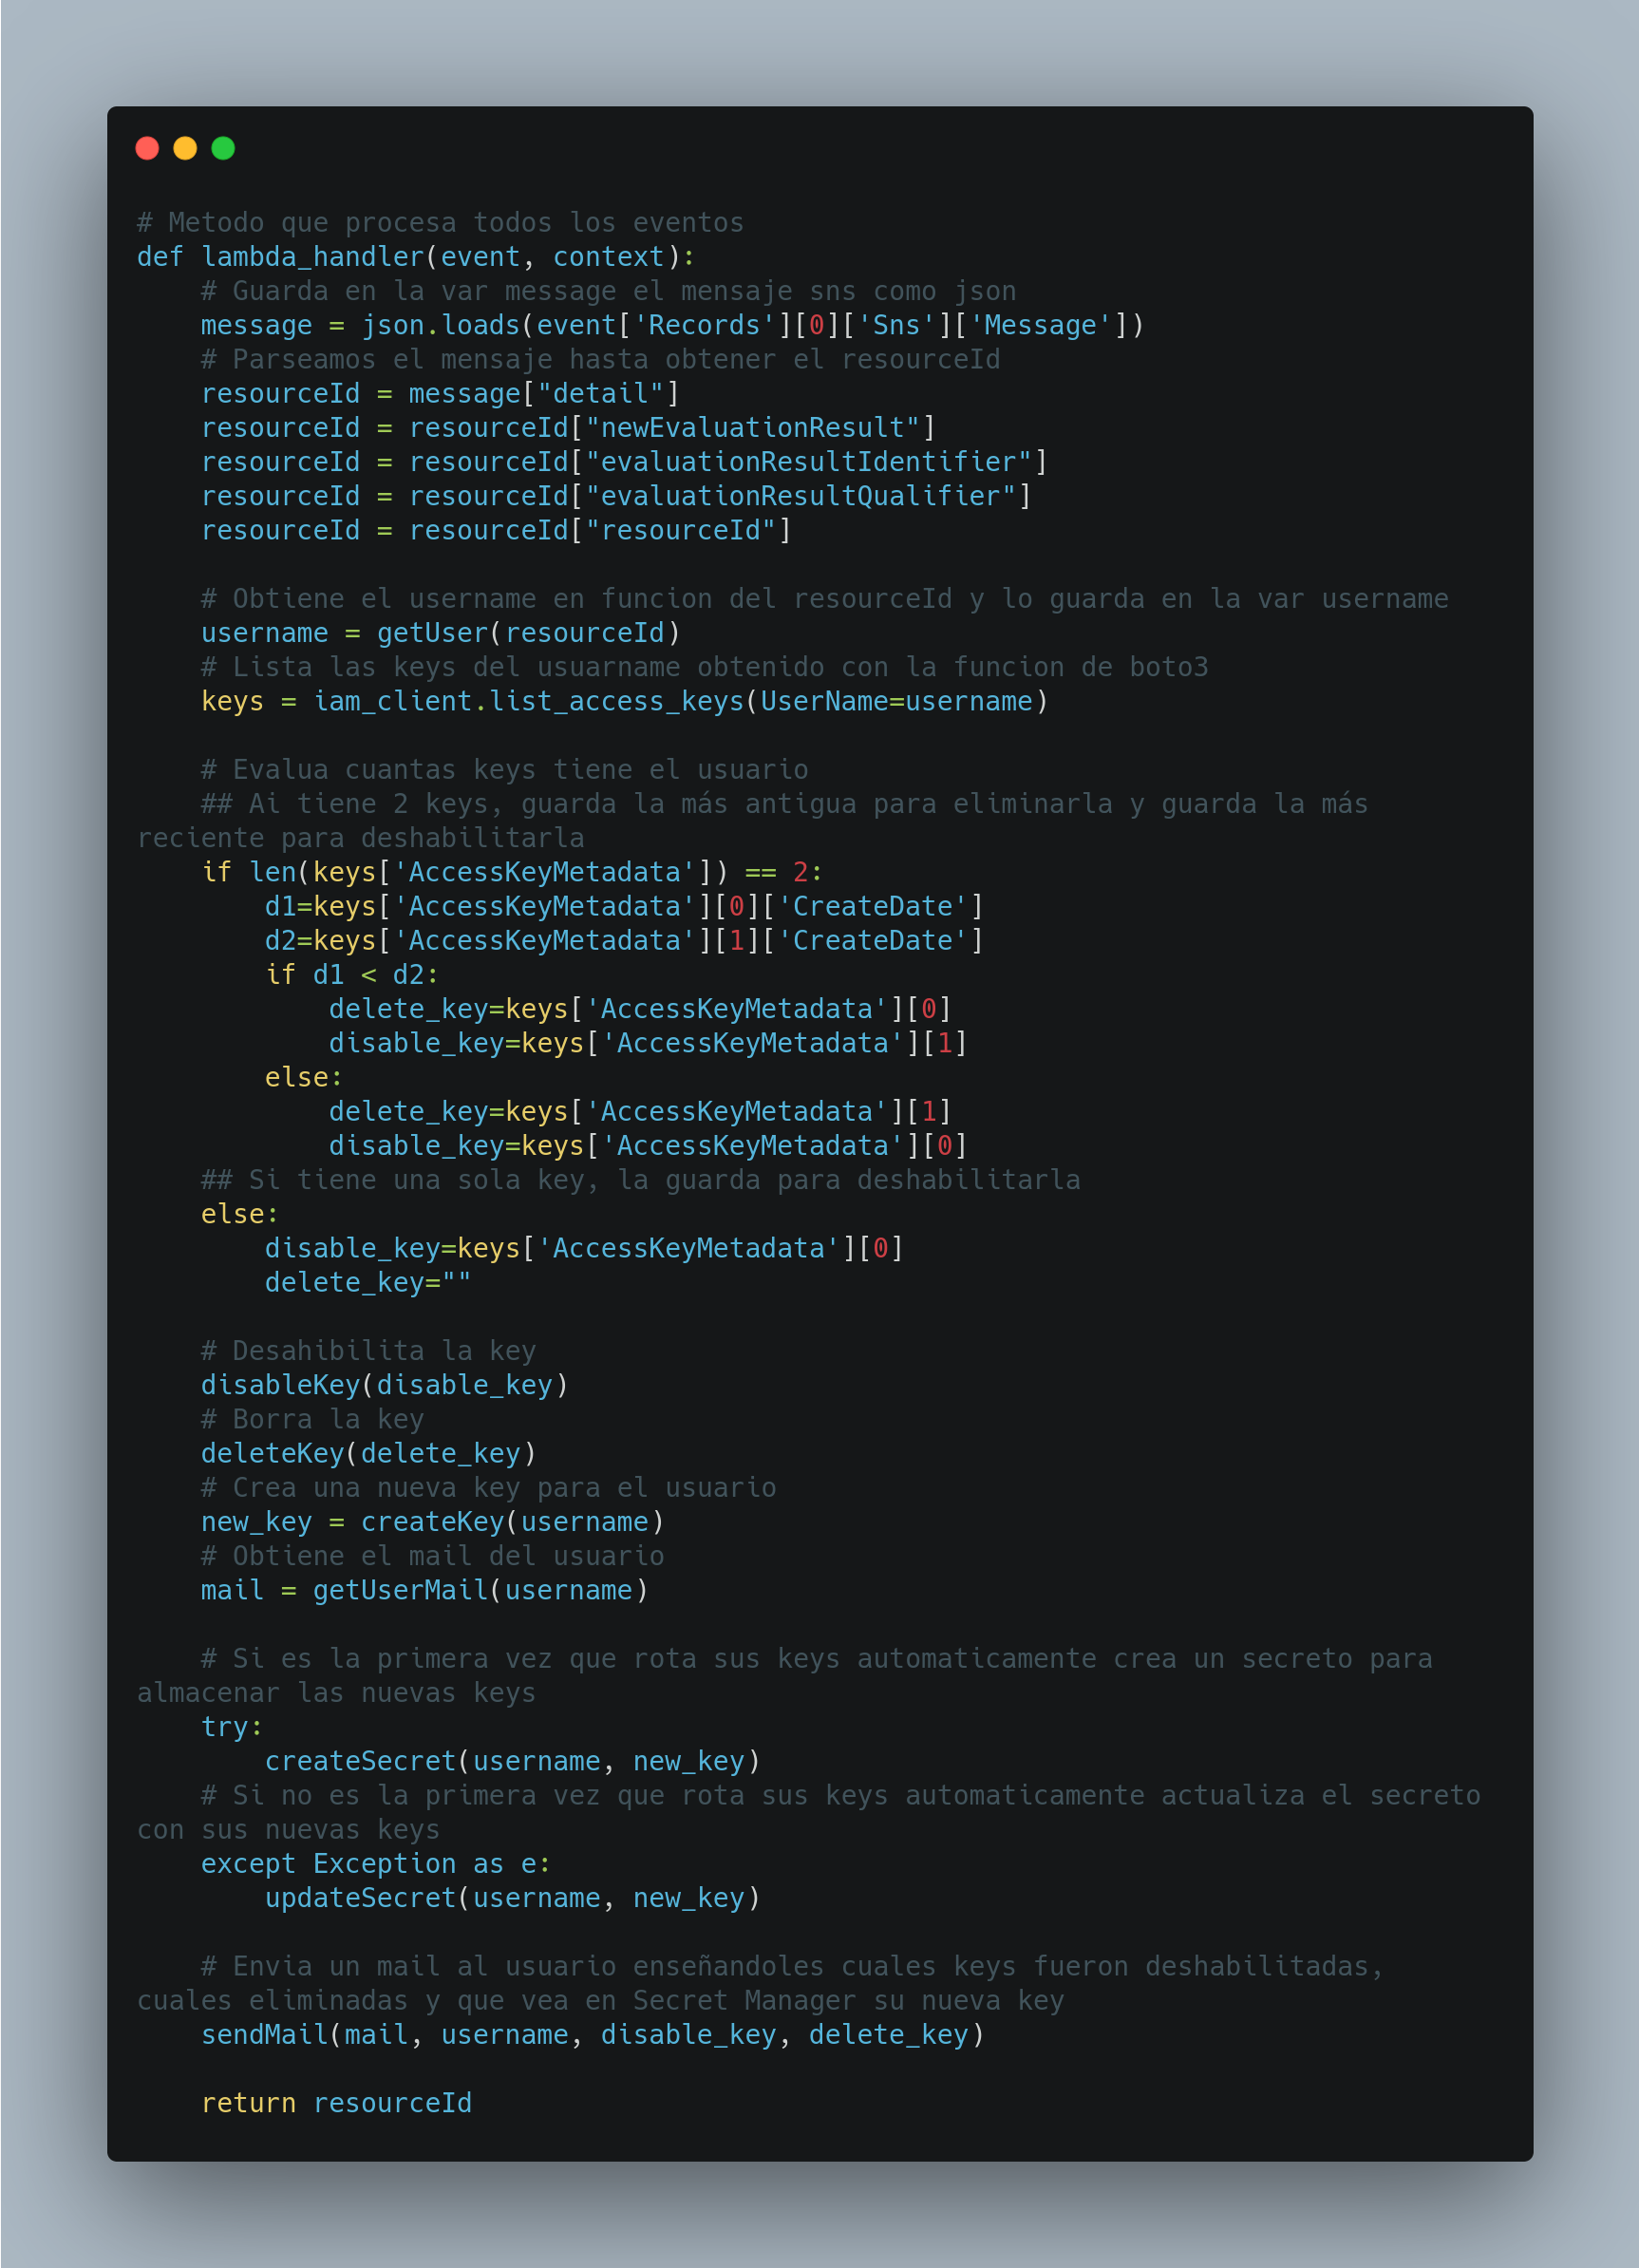 # Metodo que procesa todos los eventos
def lambda_handler(event, context):
    # Guarda en la var message el mensaje sns como json
    message = json.loads(event['Records'][0]['Sns']['Message'])
    # Parseamos el mensaje hasta obtener el resourceId
    resourceId = message["detail"]
    resourceId = resourceId["newEvaluationResult"]
    resourceId = resourceId["evaluationResultIdentifier"]
    resourceId = resourceId["evaluationResultQualifier"]
    resourceId = resourceId["resourceId"]

    # Obtiene el username en funcion del resourceId y lo guarda en la var username
    username = getUser(resourceId)
    # Lista las keys del usuarname obtenido con la funcion de boto3
    keys = iam_client.list_access_keys(UserName=username)

    # Evalua cuantas keys tiene el usuario
    ## Ai tiene 2 keys, guarda la más antigua para eliminarla y guarda la más
reciente para deshabilitarla
    if len(keys['AccessKeyMetadata']) == 2:
        d1=keys['AccessKeyMetadata'][0]['CreateDate']
        d2=keys['AccessKeyMetadata'][1]['CreateDate']
        if d1 < d2:
            delete_key=keys['AccessKeyMetadata'][0]
            disable_key=keys['AccessKeyMetadata'][1]
        else:
            delete_key=keys['AccessKeyMetadata'][1]
            disable_key=keys['AccessKeyMetadata'][0]
    ## Si tiene una sola key, la guarda para deshabilitarla
    else:
        disable_key=keys['AccessKeyMetadata'][0]
        delete_key=""

    # Desahibilita la key
    disableKey(disable_key)
    # Borra la key
    deleteKey(delete_key)
    # Crea una nueva key para el usuario
    new_key = createKey(username)
    # Obtiene el mail del usuario
    mail = getUserMail(username)

    # Si es la primera vez que rota sus keys automaticamente crea un secreto para
almacenar las nuevas keys
    try:
        createSecret(username, new_key)
    # Si no es la primera vez que rota sus keys automaticamente actualiza el secreto
con sus nuevas keys
    except Exception as e:
        updateSecret(username, new_key)

    # Envia un mail al usuario enseñandoles cuales keys fueron deshabilitadas,
cuales eliminadas y que vea en Secret Manager su nueva key
    sendMail(mail, username, disable_key, delete_key)

    return resourceId